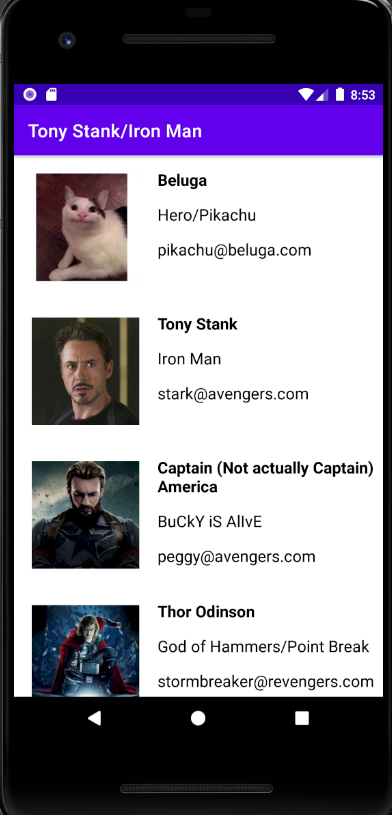 8:53
Tony Stank/Iron Man
Beluga
Hero/Pikachu
pikachu@beluga.com
Tony Stank
Iron Man
stark@avengers.com
Captain (Not actually Captain)
America
BuCkY iS AlIvE
peggy@avengers.com
Thor Odinson
God of Hammers/Point Break
stormbreaker@revengers.com